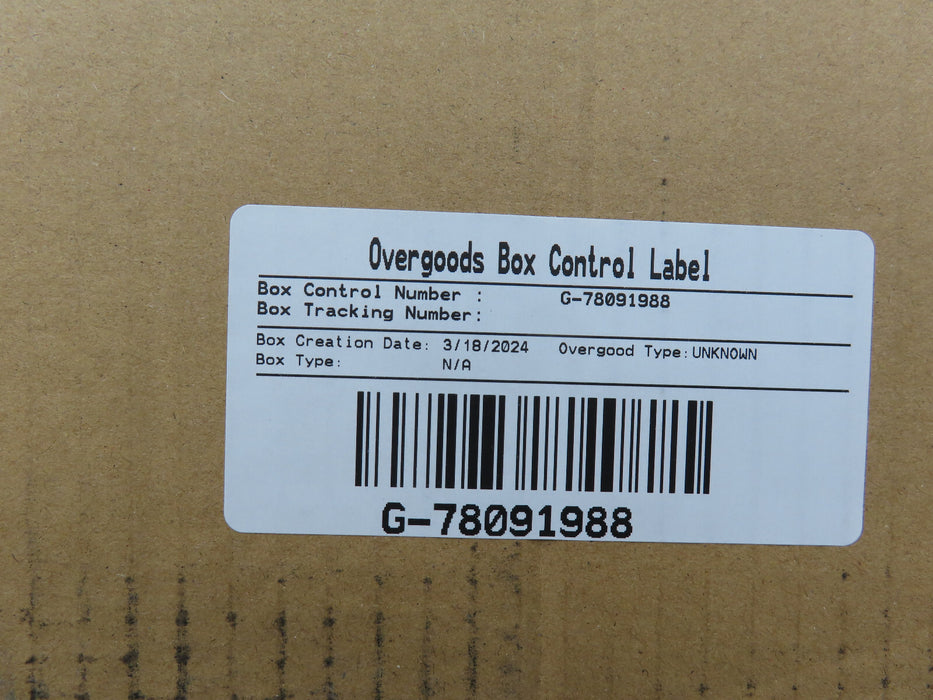 Overgoods Box Control Label
Box Control Number : G-78091988
Box Tracking Number:
Box Creation Date: 3/18/2024 Overgood Type:UNKNOWN
Box Type: N/A
G-78091988